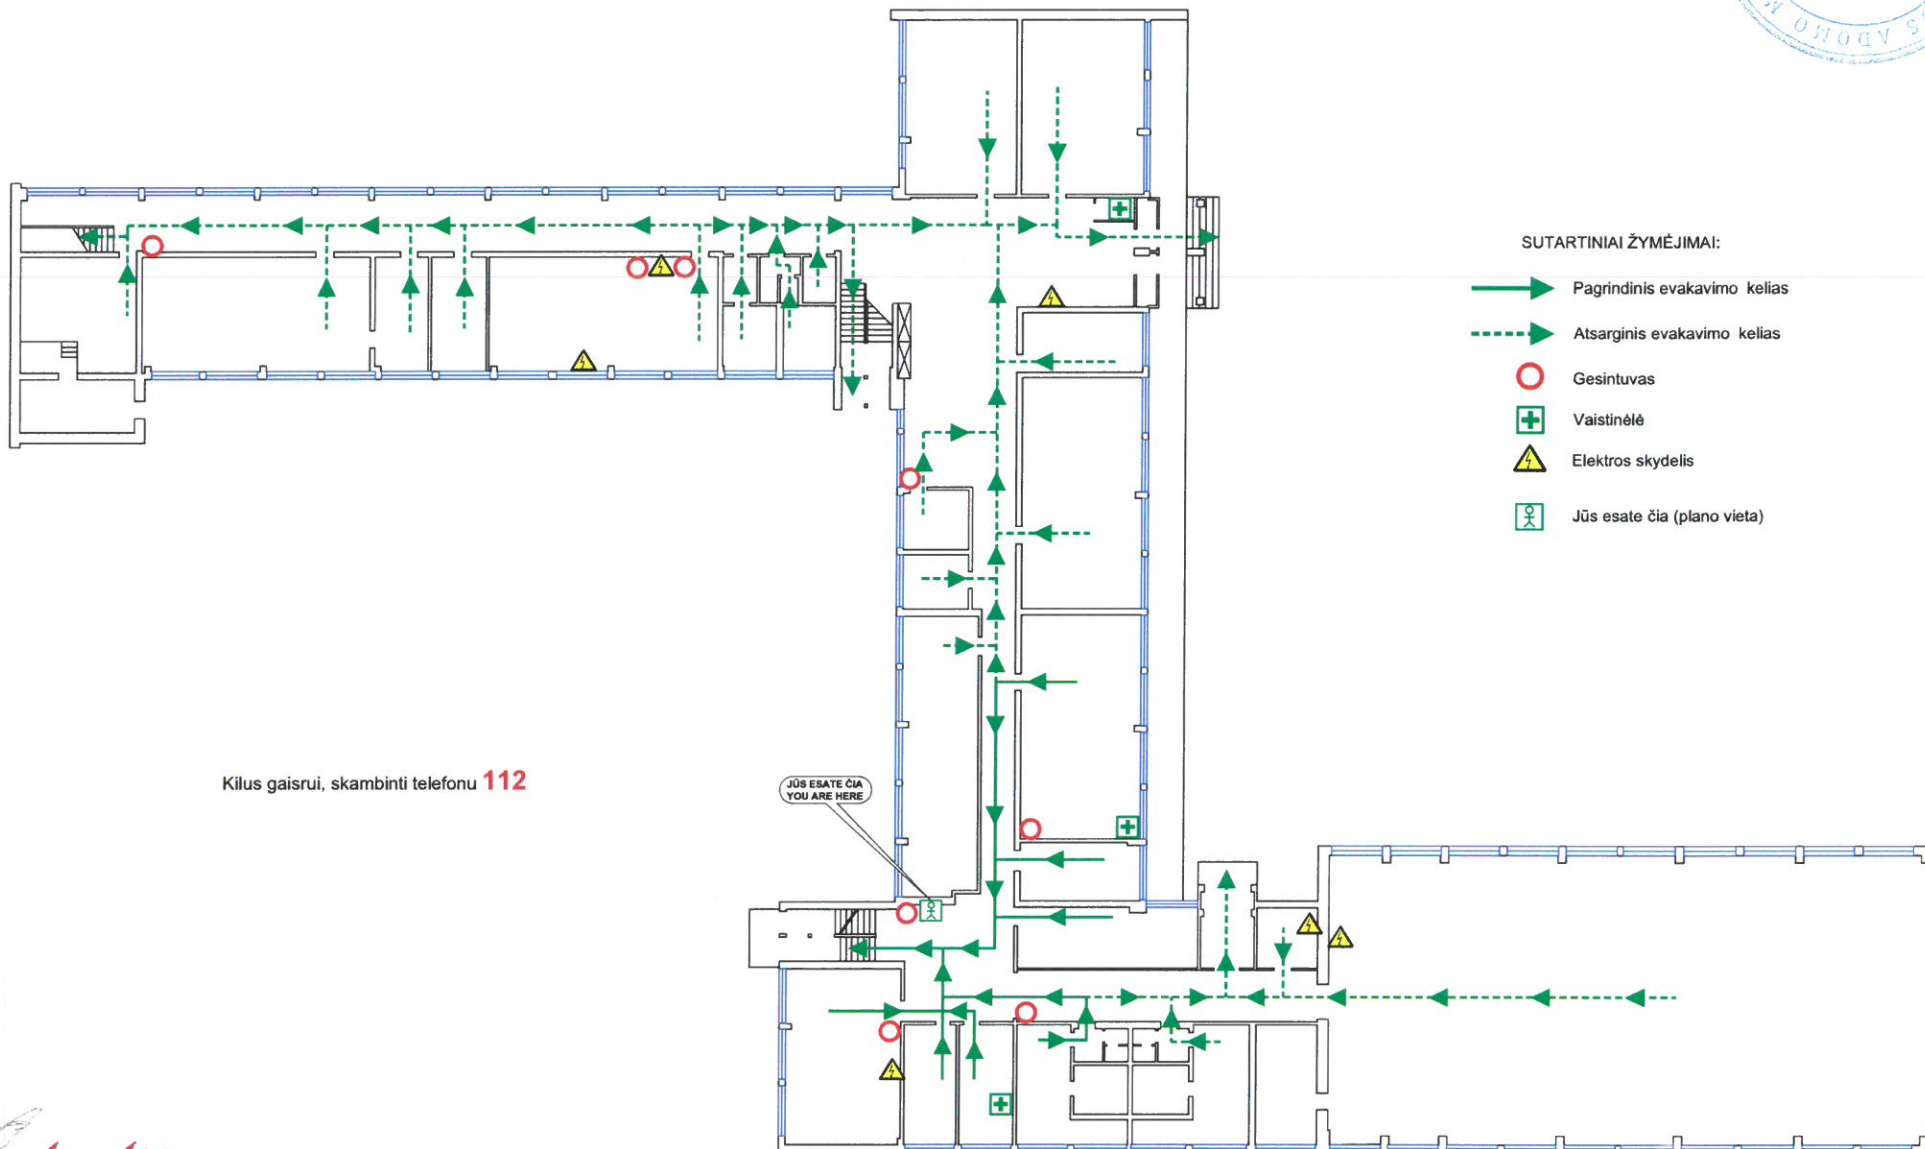 S ADOMO M
SUTARTINIAI ŽYMĖJIMAI:
Pagrindinis evakavimo kelias
Atsarginis evakavimo kelias
Gesintuvas
Vaistinėlė
Elektros skydelis
Jūs esate čia (plano vieta)
Kilus gaisrui, skambinti telefonu 112
JŪS ESATE ČIA
YOU ARE HERE